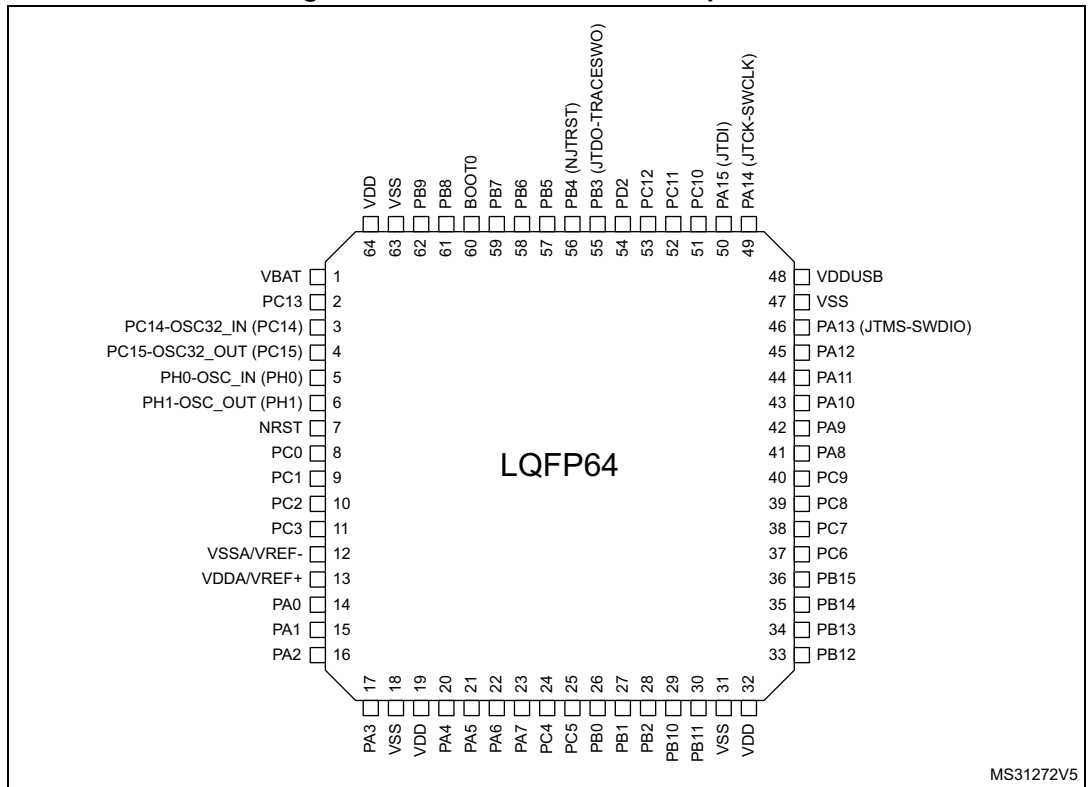 VDD
VSS
PB9
PB8
BOOT0
PB7
PB6
PB5
PB4 (NJTRST)
PB3 (JTDO-TRACESWO)
PD2
PC12
PC11
PC10
PA15 (JTDI)
PA14 (JTCK-SWCLK)
64 63 62 61 60 59 58 57 56 55 54 53 52 51 50 49
VBAT 1
PC13 2
PC14-OSC32_IN (PC14) 3
PC15-OSC32_OUT (PC15) 4
PH0-OSC_IN (PH0) 5
PH1-OSC_OUT (PH1) 6
NRST 7
PC0 8
PC1 9
PC2 10
PC3 11
VSSA/VREF- 12
VDDA/VREF+ 13
PA0 14
PA1 15
PA2 16
LQFP64
48 VDDUSB
47 VSS
46 PA13 (JTMS-SWDIO)
45 PA12
44 PA11
43 PA10
42 PA9
41 PA8
40 PC9
39 PC8
38 PC7
37 PC6
36 PB15
35 PB14
34 PB13
33 PB12
17 18 19 20 21 22 23 24 25 26 27 28 29 30 31 32
PA3
VSS
VDD
PA4
PA5
PA6
PA7
PC4
PC5
PB0
PB1
PB2
PB10
PB11
VSS
VDD
MS31272V5